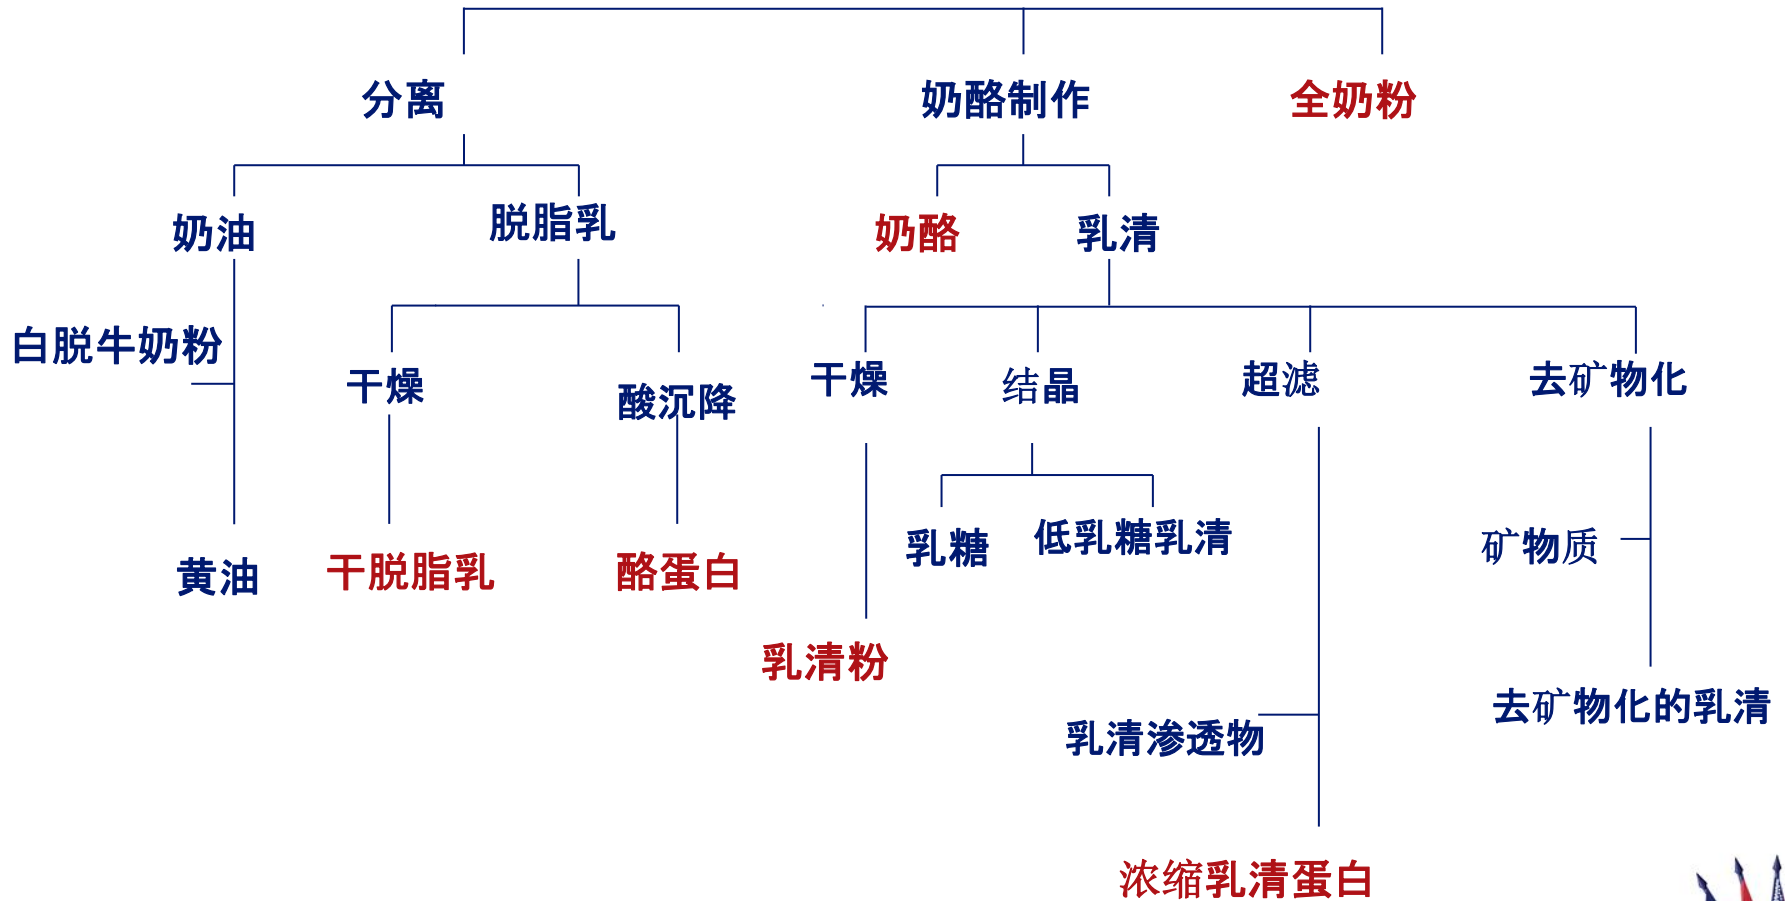 分离
奶酪制作
全奶粉
奶油
脱脂乳
奶酪
乳清
白脱牛奶粉
干燥
酸沉降
干燥
结晶
超滤
去矿物化
乳糖
低乳糖乳清
矿物质
黄油
干脱脂乳
酪蛋白
乳清粉
乳清渗透物
去矿物化的乳清
浓缩乳清蛋白